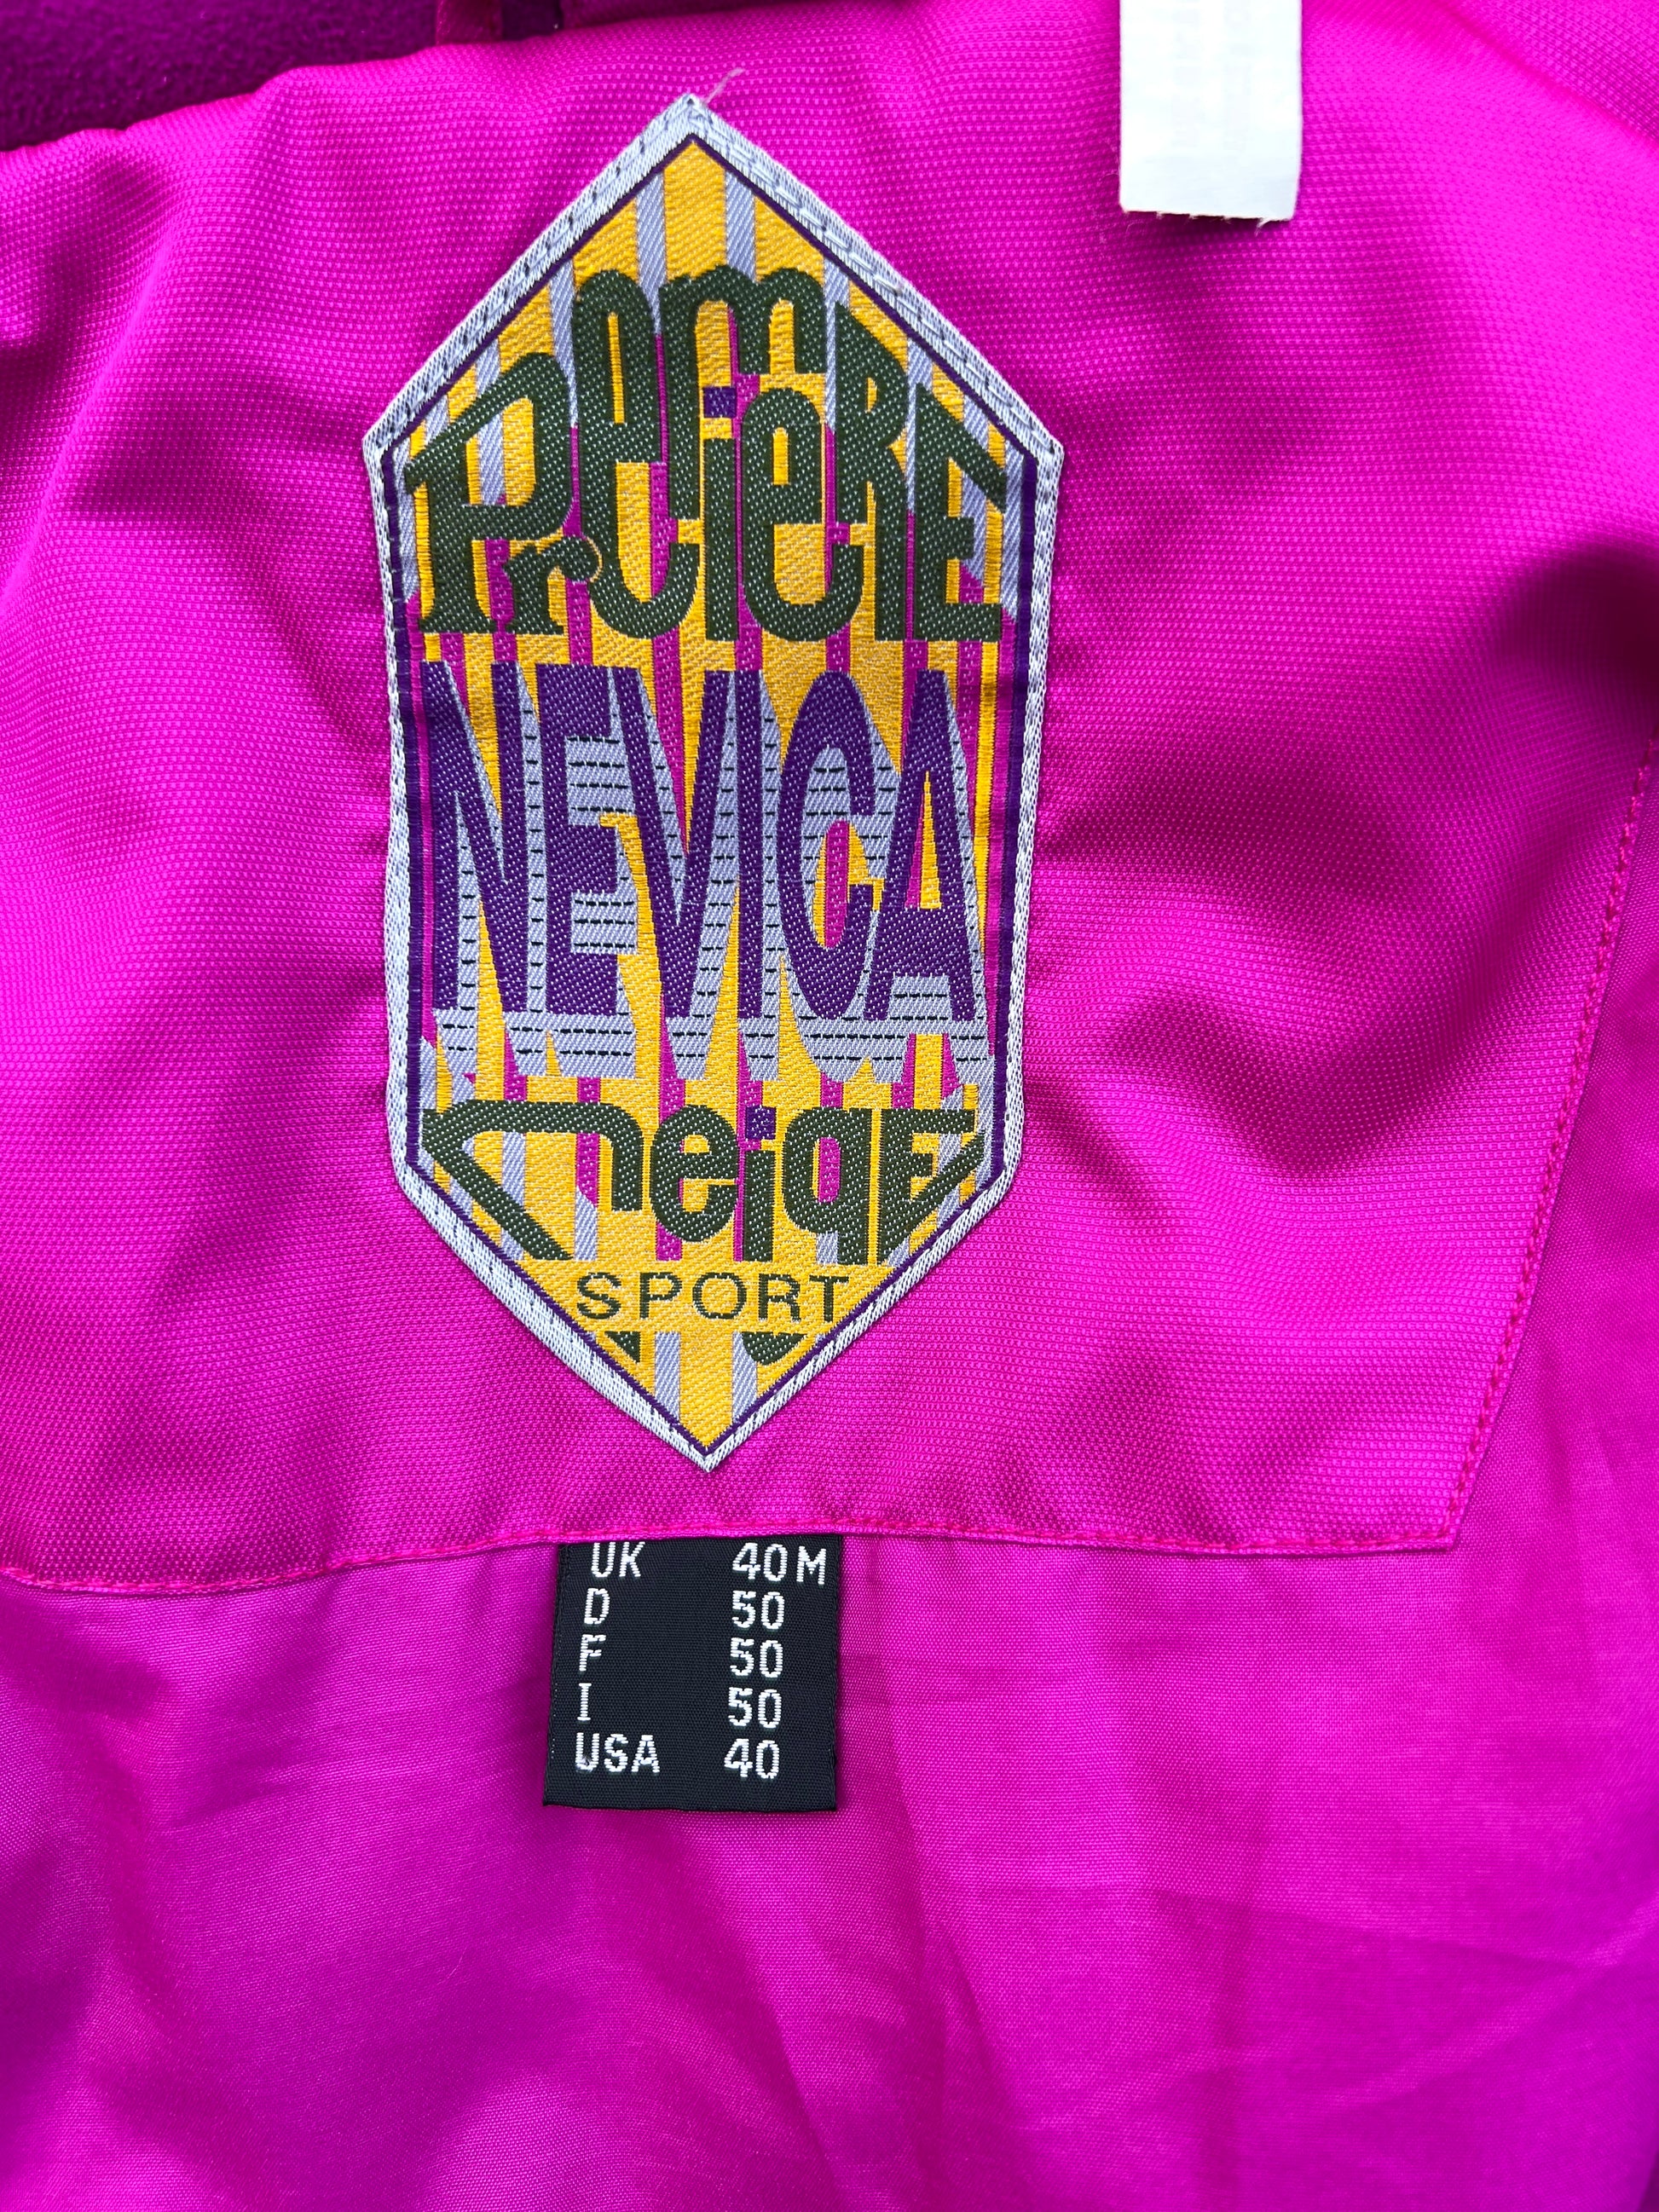 PremiERE
NEVICA
neigE
SPORT
UK 40M
D 50
F 50
I 50
USA 40